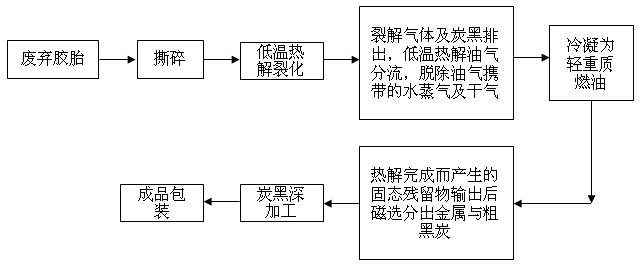 废弃胶胎
撕碎
低温热
解裂化
裂解气体及炭黑排
出，低温热解油气
分流，脱除油气携
带的水蒸气及干气
冷凝为
轻重质
燃油
热解完成而产生的
固态残留物输出后
磁选分出金属与粗
黑炭
炭黑深
加工
成品包
装